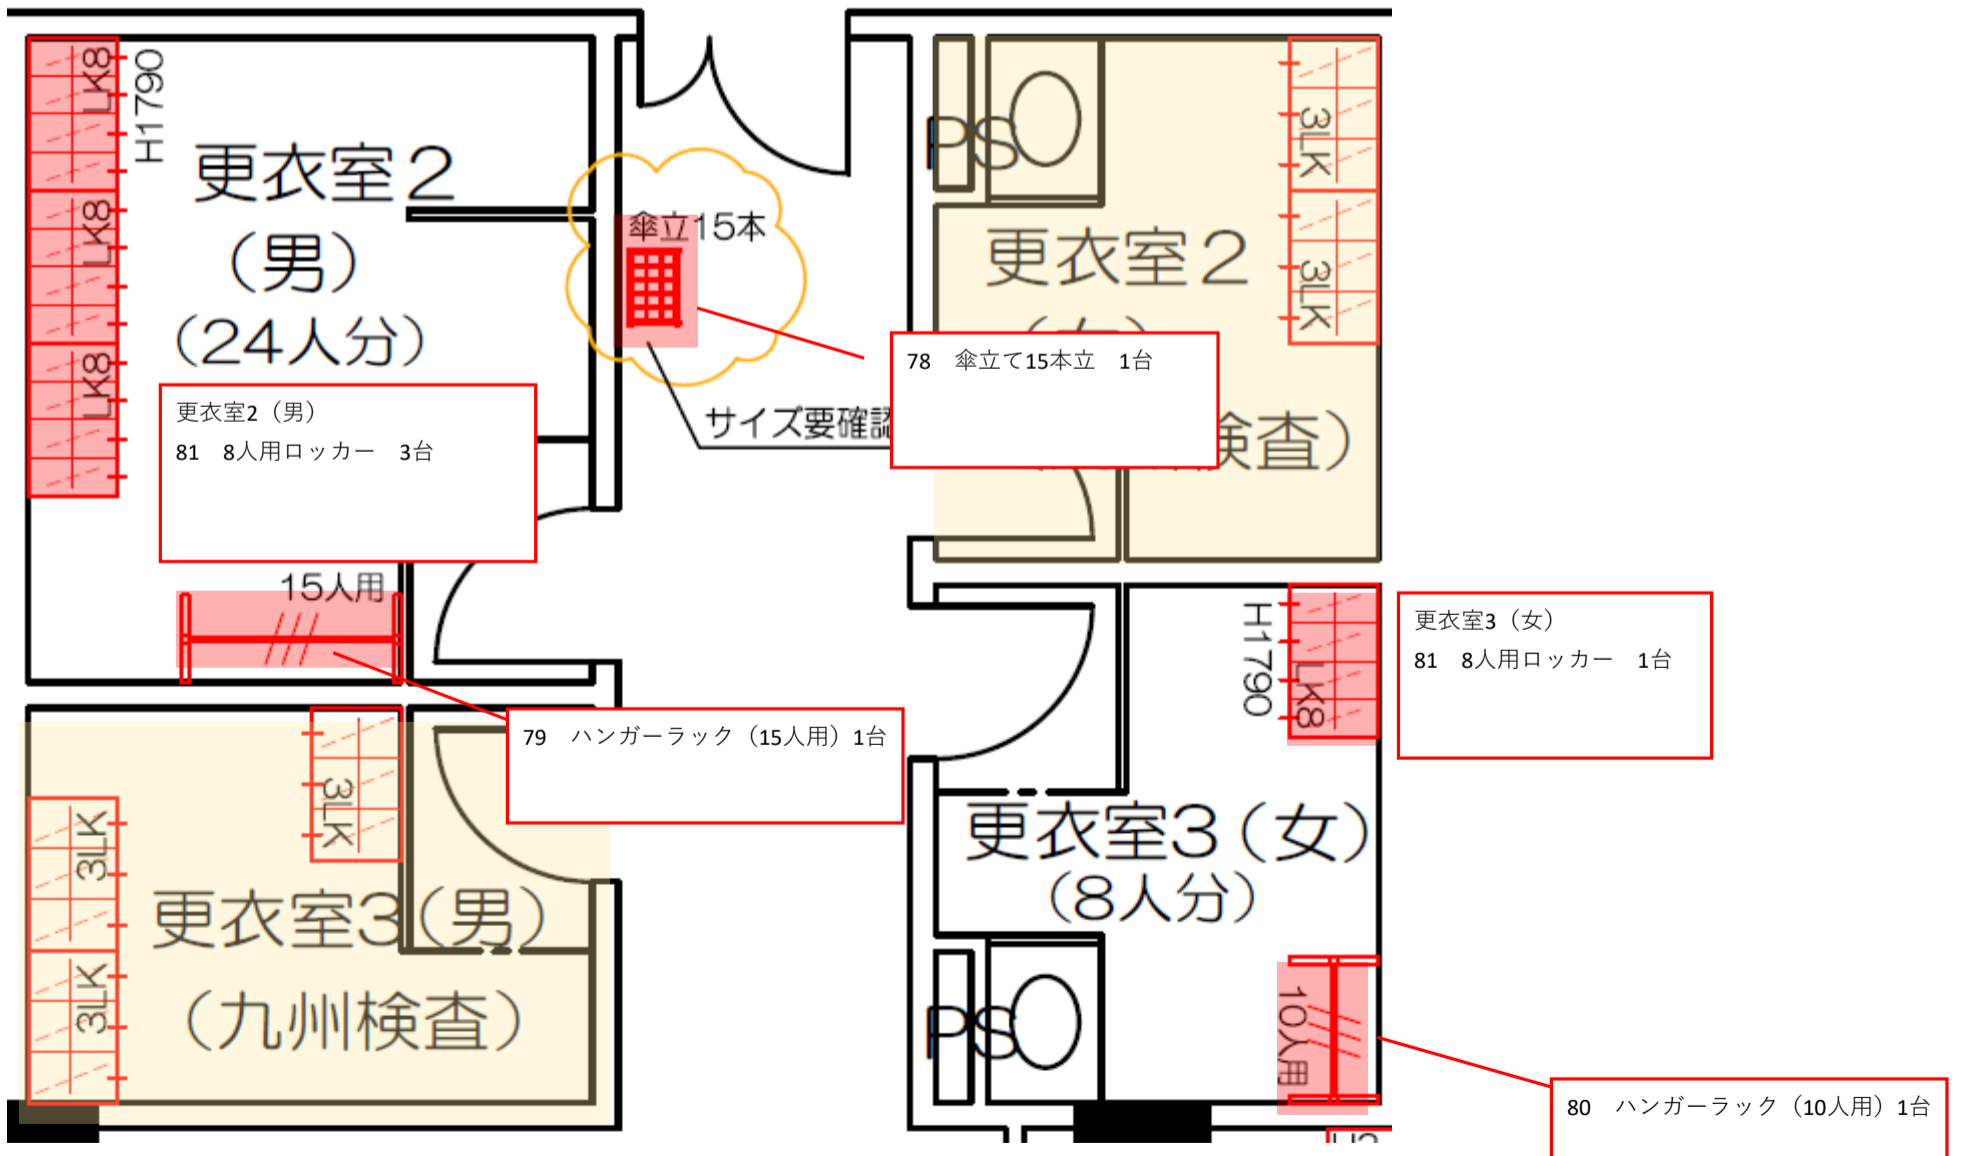 LK8
LK8
LK8
H1790
更衣室2
（男）
（24人分）
傘立15本
サイズ要確認
更衣室2（男）
81　8人用ロッカー　3台
15人用
79　ハンガーラック（15人用）1台
78　傘立て15本立　1台
PS
3LK
3LK
更衣室2
検査）
H1790
LK8
更衣室3（女）
81　8人用ロッカー　1台
更衣室3（女）
（8人分）
PS
10人用
80　ハンガーラック（10人用）1台
3LK
3LK
3LK
更衣室3（男）
（九州検査）